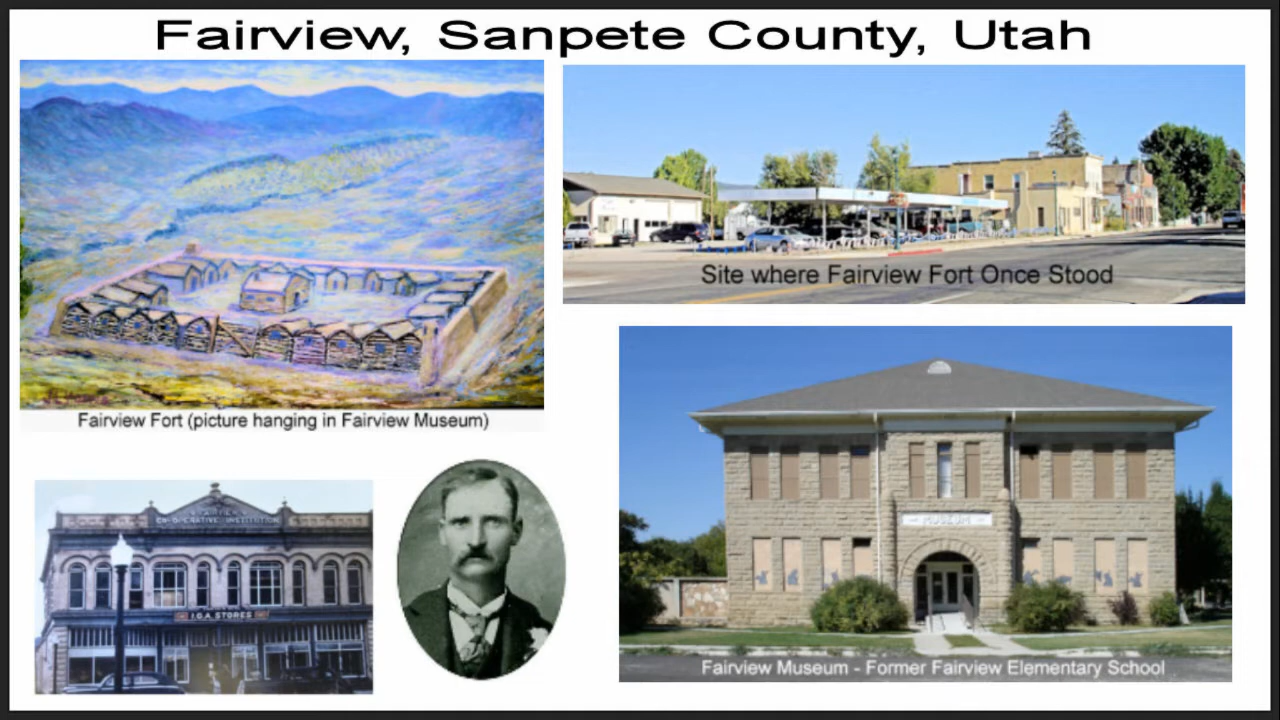 Fairview, Sanpete County, Utah
Site where Fairview Fort Once Stood
Fairview Fort (picture hanging in Fairview Museum)
CO-OPERATIVE INSTITUTION
I.G.A. STORES
MUSEUM
Fairview Museum - Former Fairview Elementary School